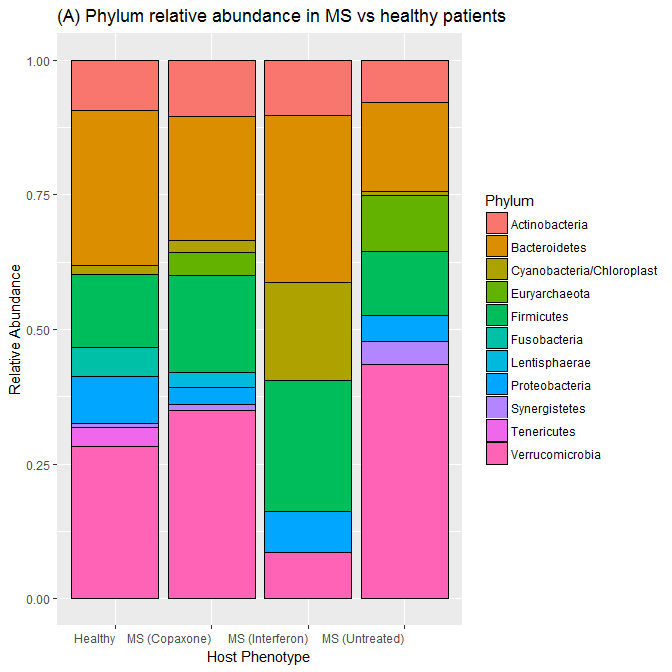 (A) Phylum relative abundance in MS vs healthy patients
1.00
0.75
0.50
0.25
0.00
Relative Abundance
Healthy
MS (Copaxone)
MS (Interferon)
MS (Untreated)
Host Phenotype
Phylum
Actinobacteria
Bacteroidetes
Cyanobacteria/Chloroplast
Euryarchaeota
Firmicutes
Fusobacteria
Lentisphaerae
Proteobacteria
Synergistetes
Tenericutes
Verrucomicrobia